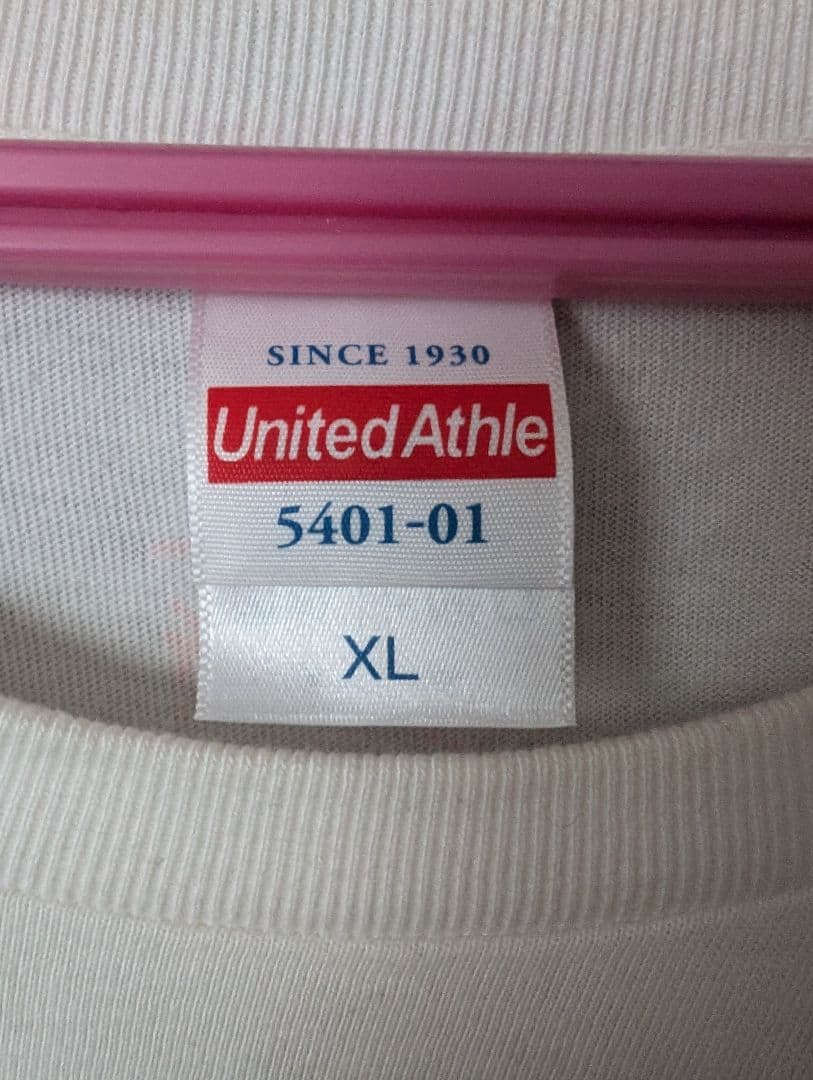 SINCE 1930
United Athle
5401-01
XL